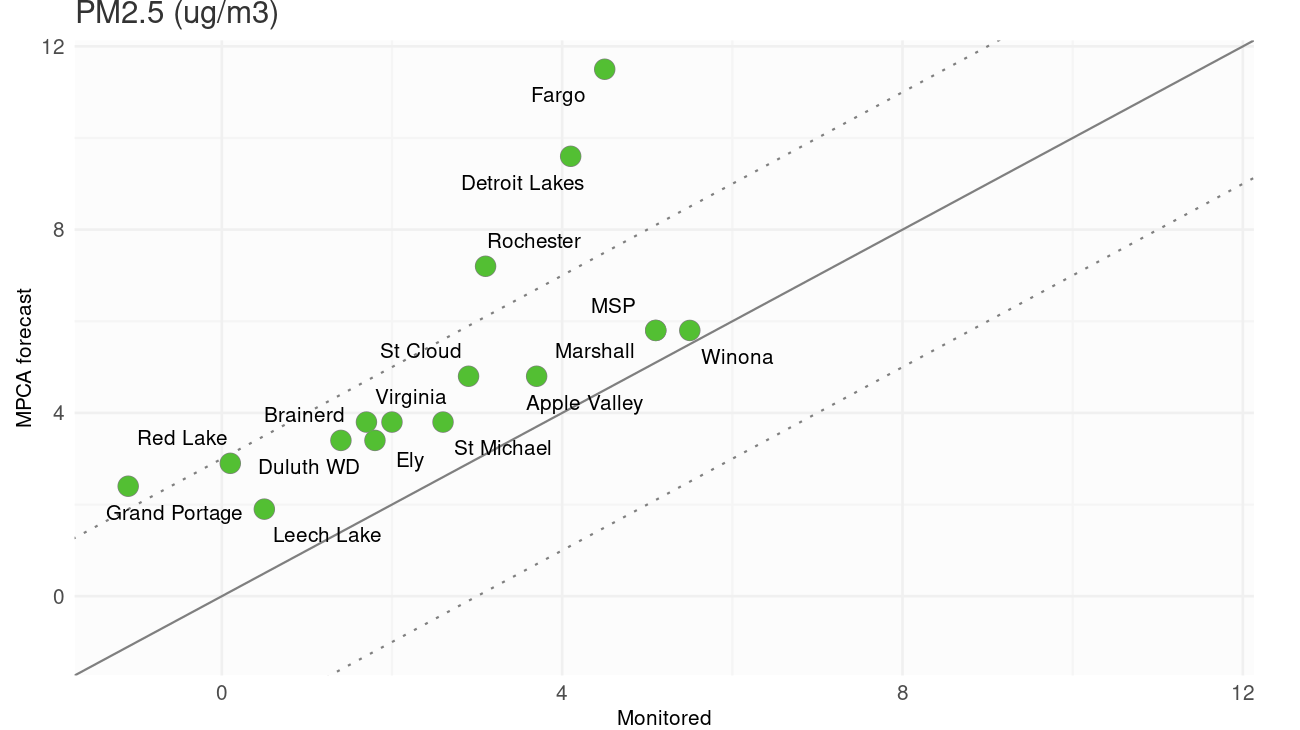 PM2.5 (ug/m3)
12
8
4
0
MPCA forecast
Fargo
Detroit Lakes
Rochester
MSP
St Cloud
Marshall
Winona
Virginia
Apple Valley
Brainerd
Red Lake
St Michael
Duluth WD
Ely
Grand Portage
Leech Lake
0
4
8
12
Monitored